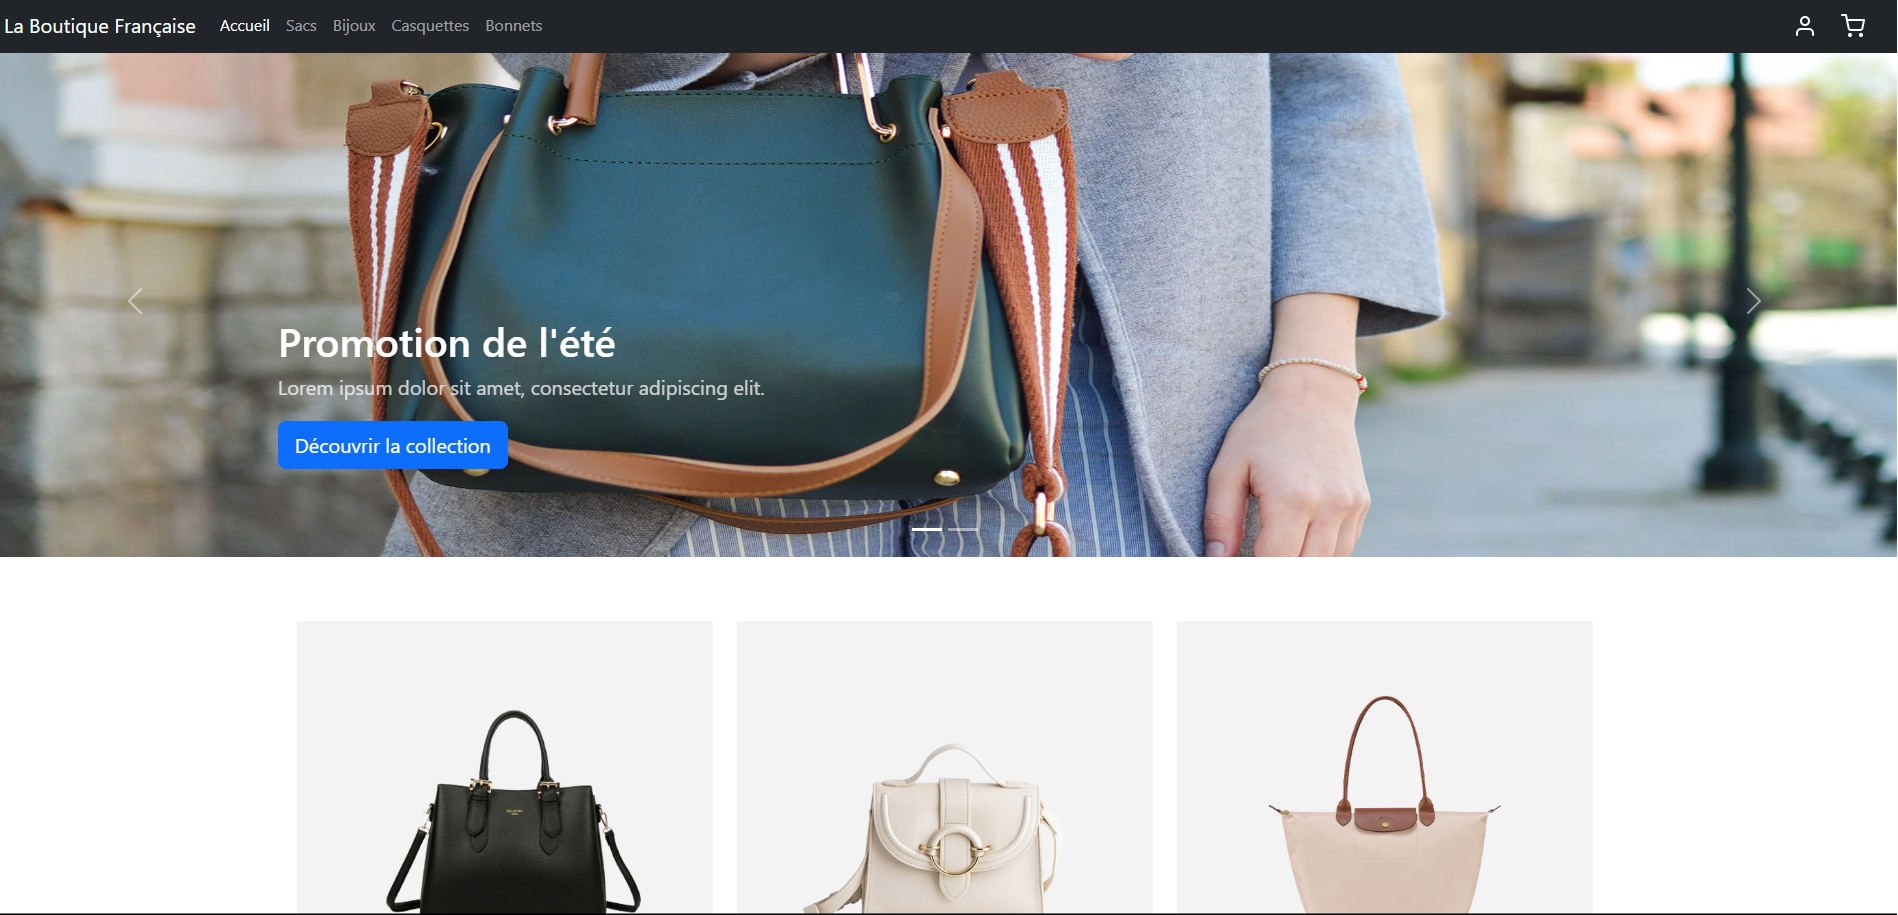 La Boutique Française
Accueil
Sacs
Bijoux
Casquettes
Bonnets
Promotion de l'été
Lorem ipsum dolor sit amet, consectetur adipiscing elit.
Découvrir la collection